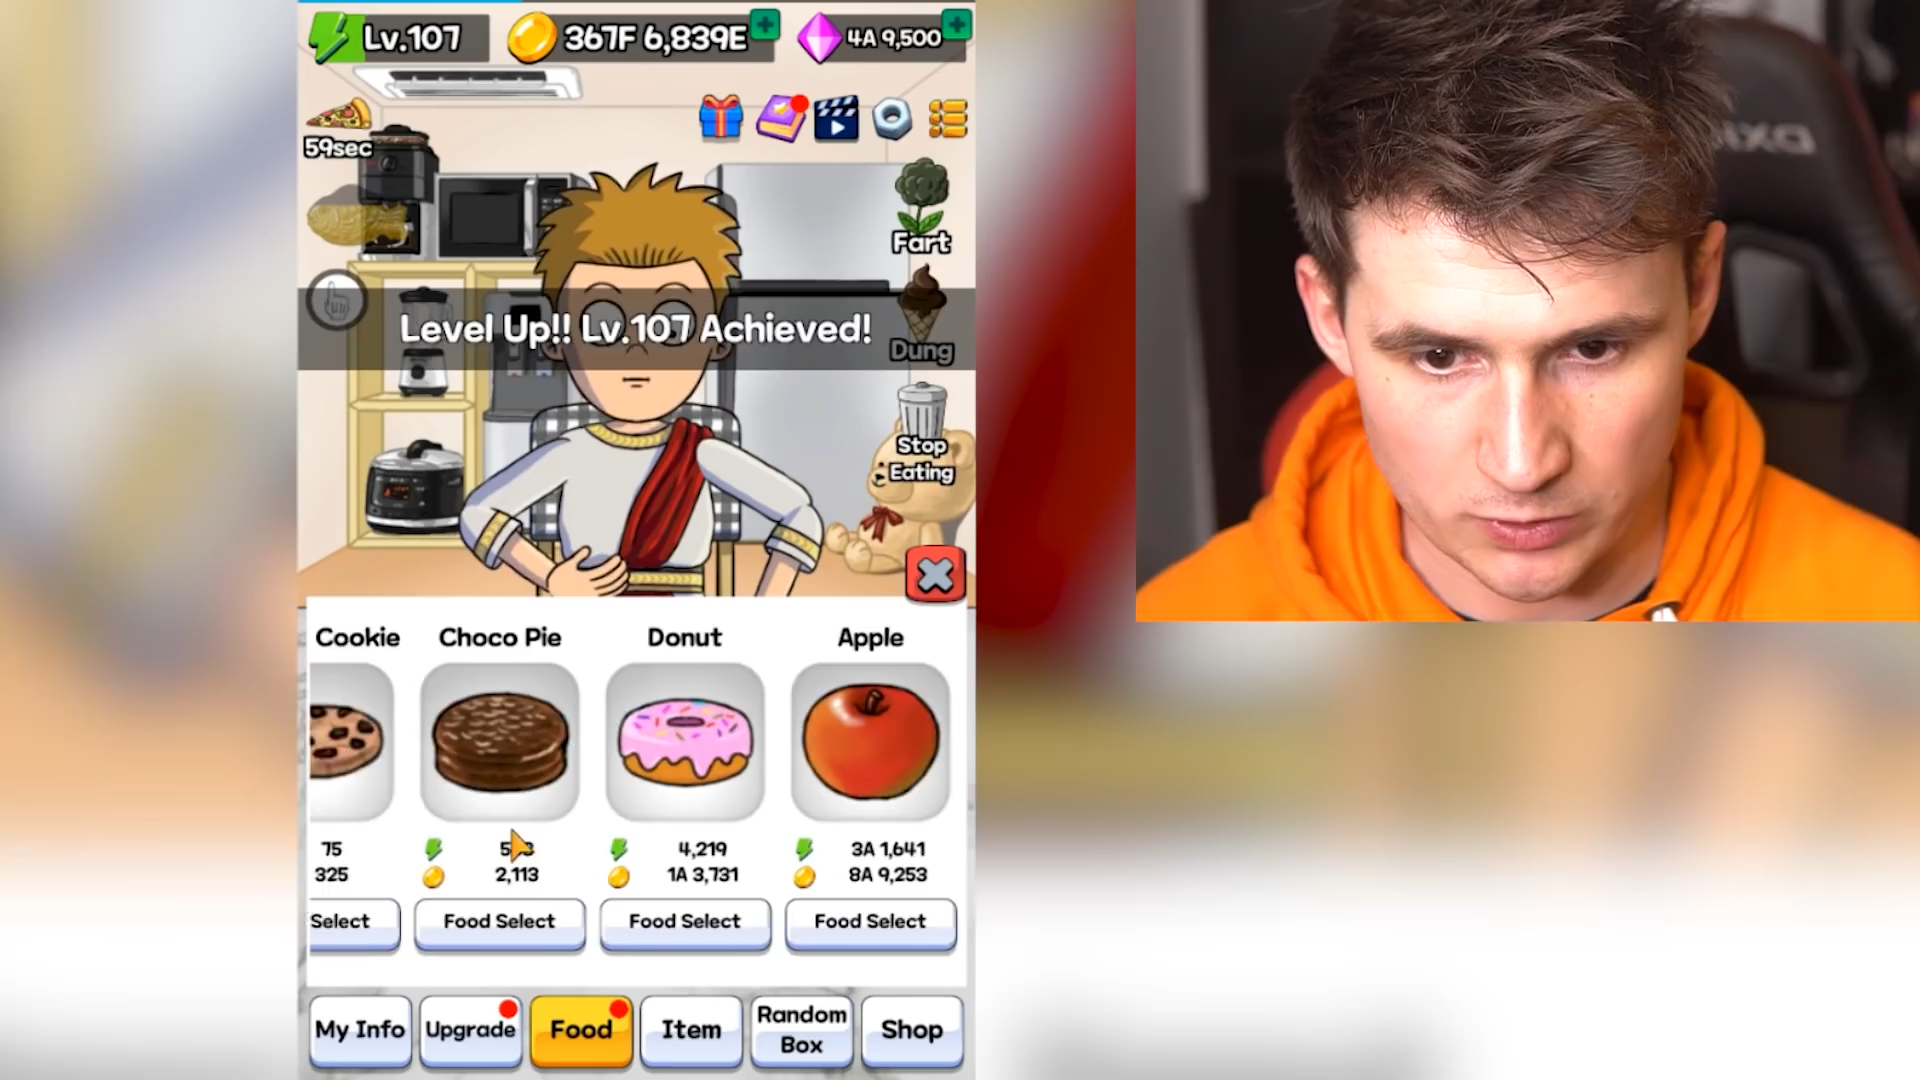 Lv.107
367F 6,839E
4A 9,500
59sec
Fart
Level Up!! Lv.107 Achieved!
Dung
Stop
Eating
Cookie
Choco Pie
Donut
Apple
75
4,219
3A 1,641
325
2,113
1A 3,731
8A 9,253
Select
Food Select
Food Select
Food Select
My Info
Upgrade
Food
Item
Random
Box
Shop